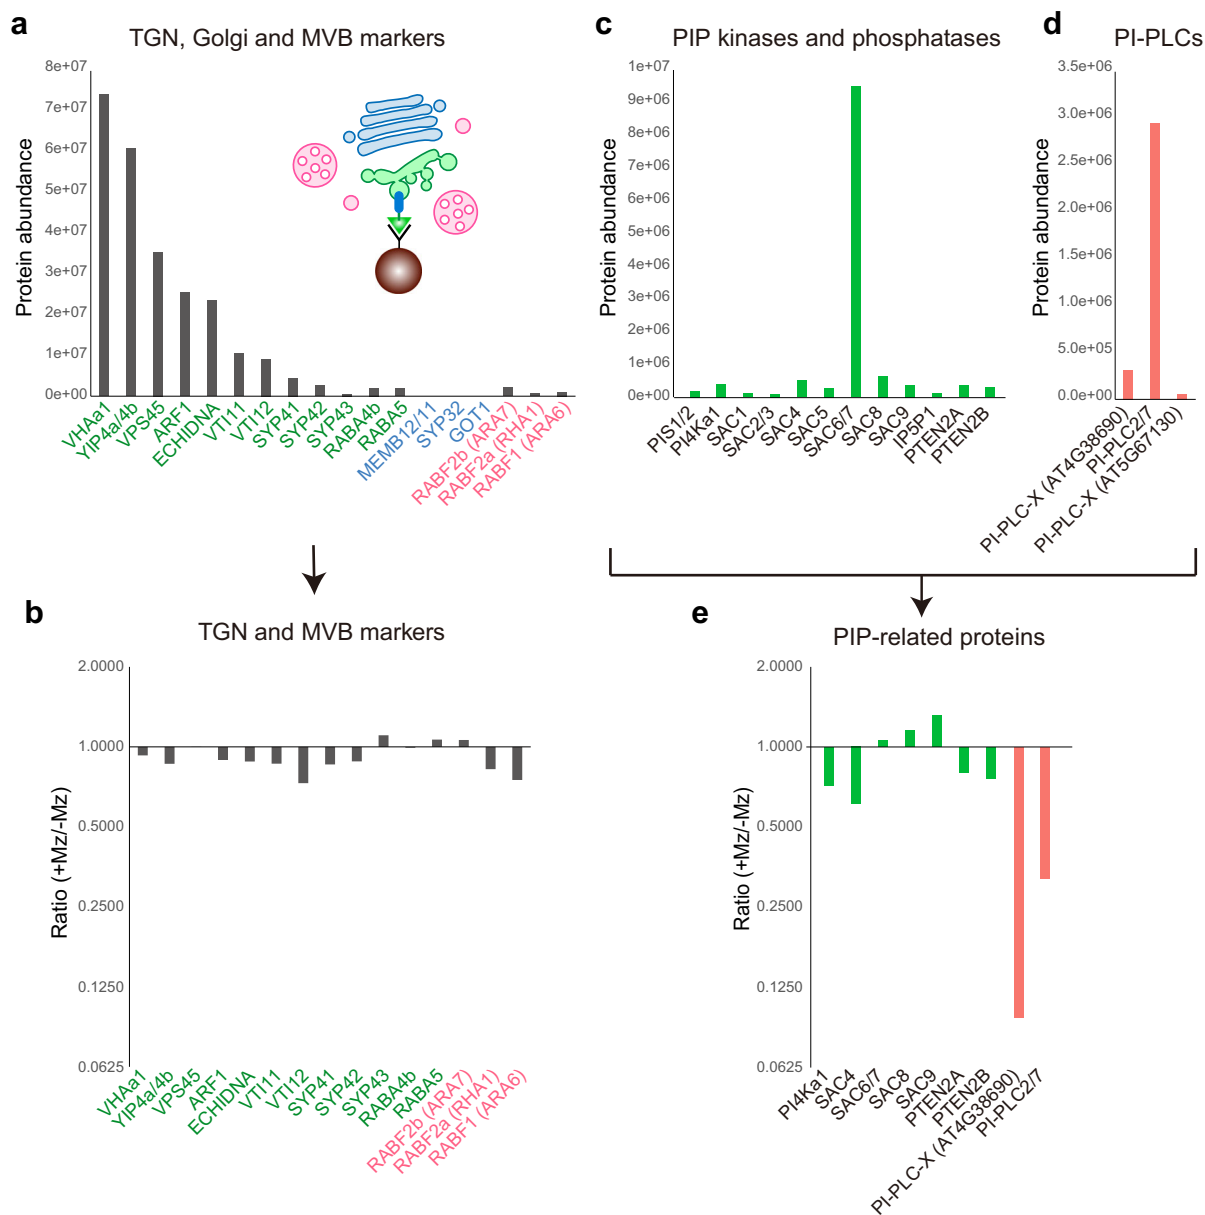 a
TGN, Golgi and MVB markers
Protein abundance
8e+07
7e+07
6e+07
5e+07
4e+07
3e+07
2e+07
1e+07
0e+00
VHAa1
YIP4a/4b
VPS45
ARF1
ECHIDNA
VTI11
VTI12
SYP41
SYP42
SYP43
RABA4b
RABA5
MEMB12/11
SYP32
GOT1
RABF2b (ARA7)
RABF2a (RHA1)
RABF1 (ARA6)
c
PIP kinases and phosphatases
Protein abundance
1e+07
9e+06
8e+06
7e+06
6e+06
5e+06
4e+06
3e+06
2e+06
1e+06
0e+00
PIS1/2
PI4Ka1
SAC1
SAC2/3
SAC4
SAC5
SAC6/7
SAC8
SAC9
IP5P1
PTEN2A
PTEN2B
d
PI-PLCs
Protein abundance
3.5e+06
3.0e+06
2.5e+06
2.0e+06
1.5e+06
1.0e+06
5.0e+05
0.0e+00
PI-PLC-X (AT4G38690)
PI-PLC2/7
PI-PLC-X (AT5G67130)
b
TGN and MVB markers
Ratio (+Mz/-Mz)
2.0000
1.0000
0.5000
0.2500
0.1250
0.0625
VHAa1
YIP4a/4b
VPS45
ARF1
ECHIDNA
VTI11
VTI12
SYP41
SYP42
SYP43
RABA4b
RABA5
RABF2b (ARA7)
RABF2a (RHA1)
RABF1 (ARA6)
e
PIP-related proteins
Ratio (+Mz/-Mz)
2.0000
1.0000
0.5000
0.2500
0.1250
0.0625
PI4Ka1
SAC4
SAC6/7
SAC8
SAC9
PTEN2A
PTEN2B
PI-PLC-X (AT4G38690)
PI-PLC2/7